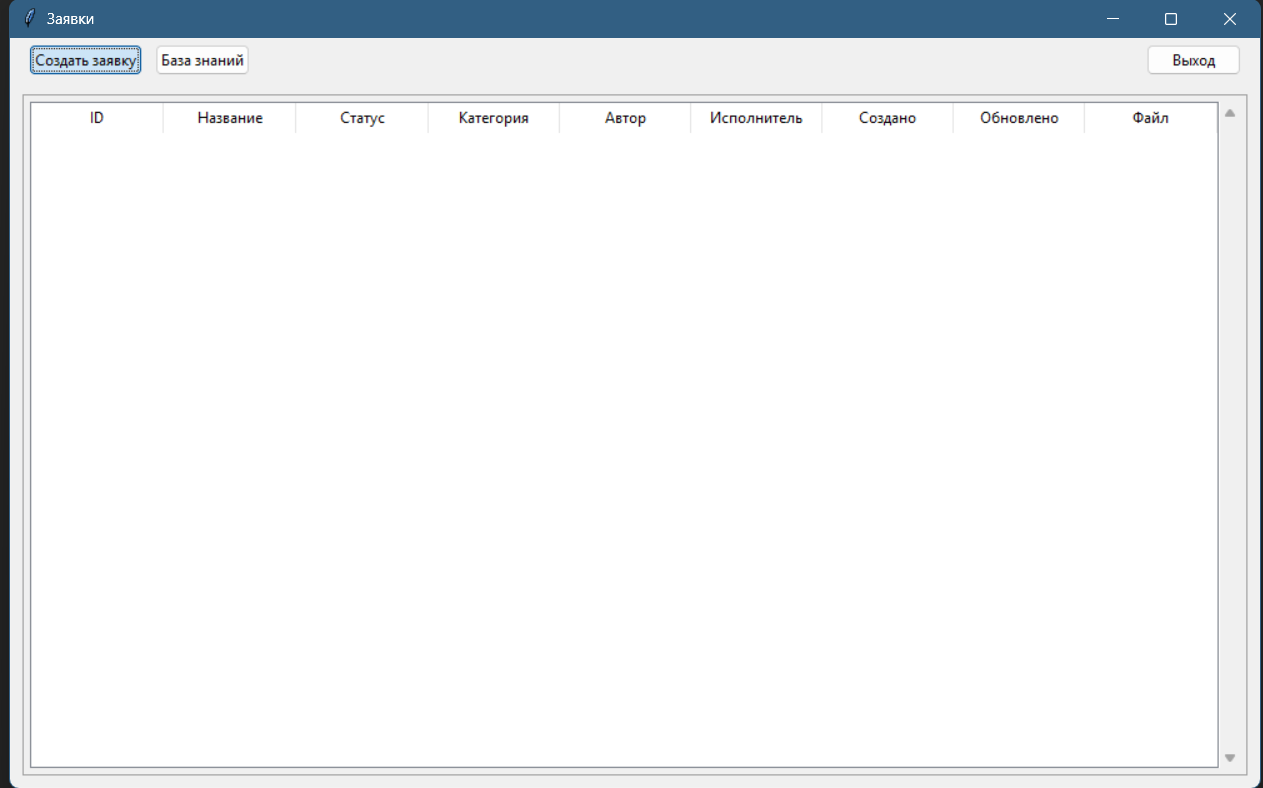 Заявки
Создать заявку База знаний Выход
ID Название Статус Категория Автор Исполнитель Создано Обновлено Файл